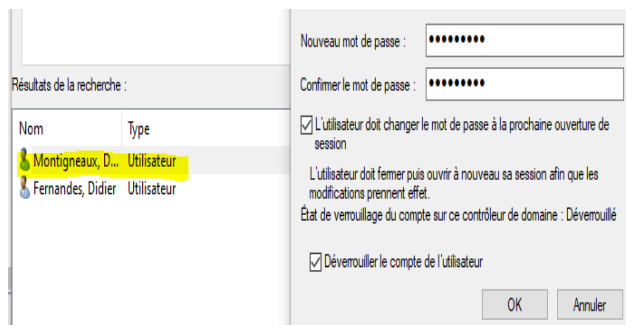 Résultats de la recherche :
Nom Type
Montigneaux, D... Utilisateur
Fernandes, Didier Utilisateur
Nouveau mot de passe : •••••••••
Confirmer le mot de passe : •••••••••
L'utilisateur doit changer le mot de passe à la prochaine ouverture de
session
L'utilisateur doit fermer puis ouvrir à nouveau sa session afin que les
modifications prennent effet.
État de verrouillage du compte sur ce contrôleur de domaine : Déverrouillé
Déverrouiller le compte de l'utilisateur
OK Annuler